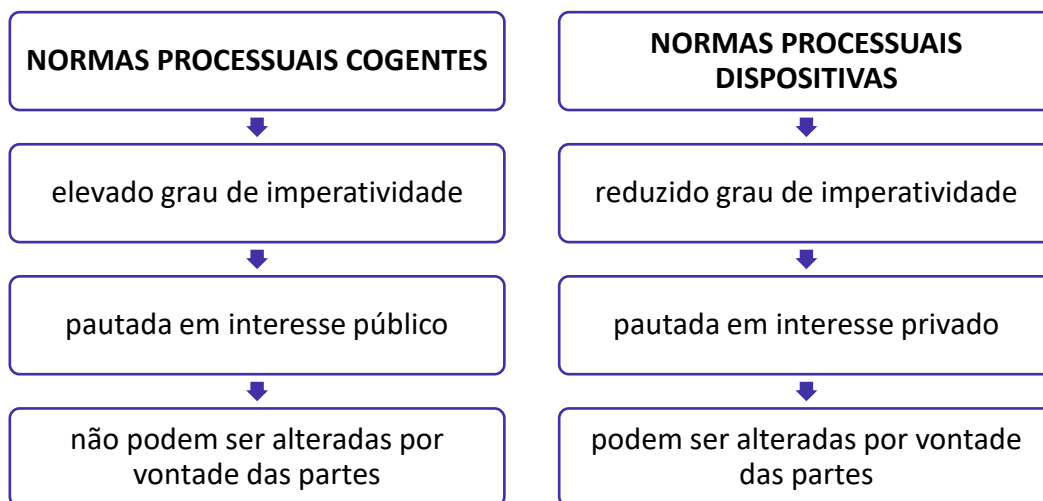 NORMAS PROCESSUAIS COGENTES
elevado grau de imperatividade
pautada em interesse público
não podem ser alteradas por
vontade das partes
NORMAS PROCESSUAIS
DISPOSITIVAS
reduzido grau de imperatividade
pautada em interesse privado
podem ser alteradas por vontade
das partes